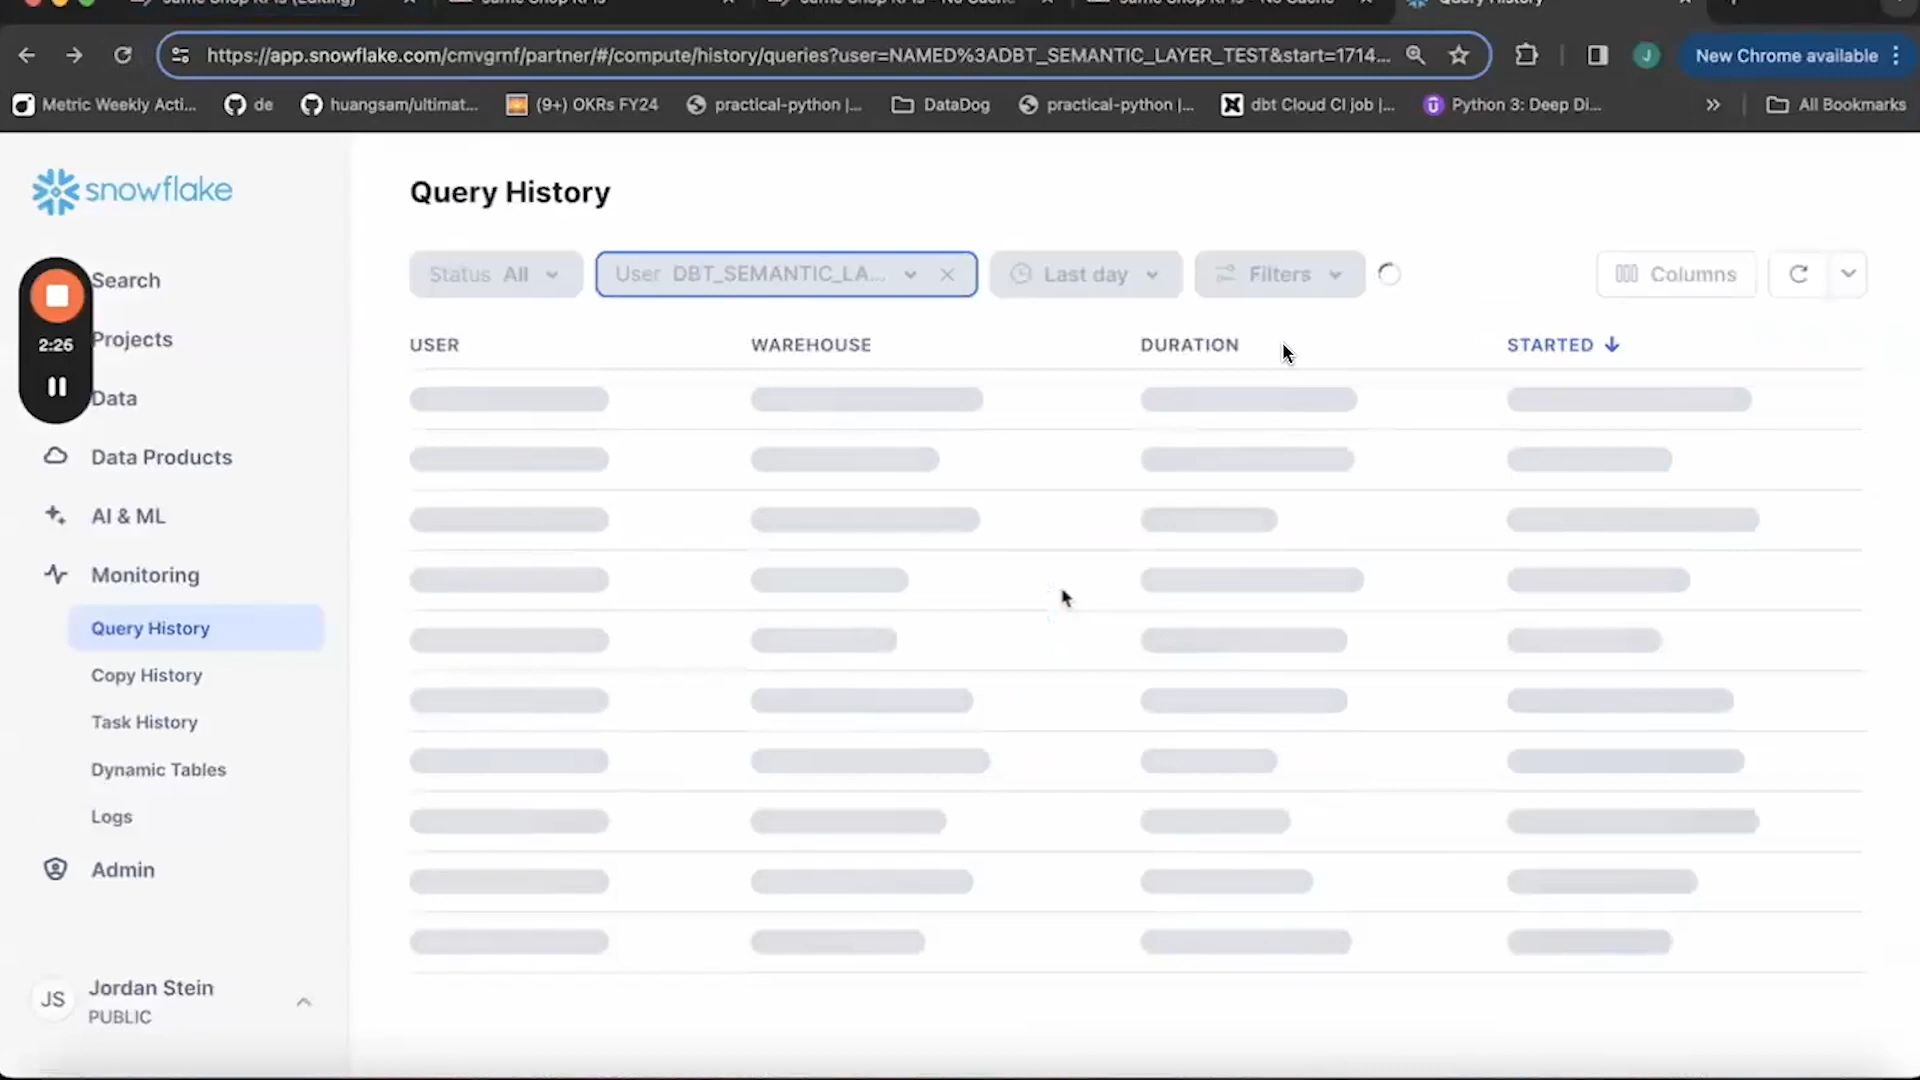 Query History
https://app.snowflake.com/cmvgrnf/partner/#/compute/history/queries?user=NAMED%3ADBT_SEMANTIC_LAYER_TEST&start=1714...
New Chrome available
Metric Weekly Acti...
de
huangsam/ultimat...
(9+) OKRs FY24
practical-python |...
DataDog
practical-python |...
dbt Cloud CI job |...
Python 3: Deep Di...
All Bookmarks
snowflake
2:26
Search
Projects
Data
Data Products
AI & ML
Monitoring
Query History
Copy History
Task History
Dynamic Tables
Logs
Admin
JS
Jordan Stein
PUBLIC
Query History
Status All
User DBT_SEMANTIC_LA...
Last day
Filters
Columns
USER
WAREHOUSE
DURATION
STARTED